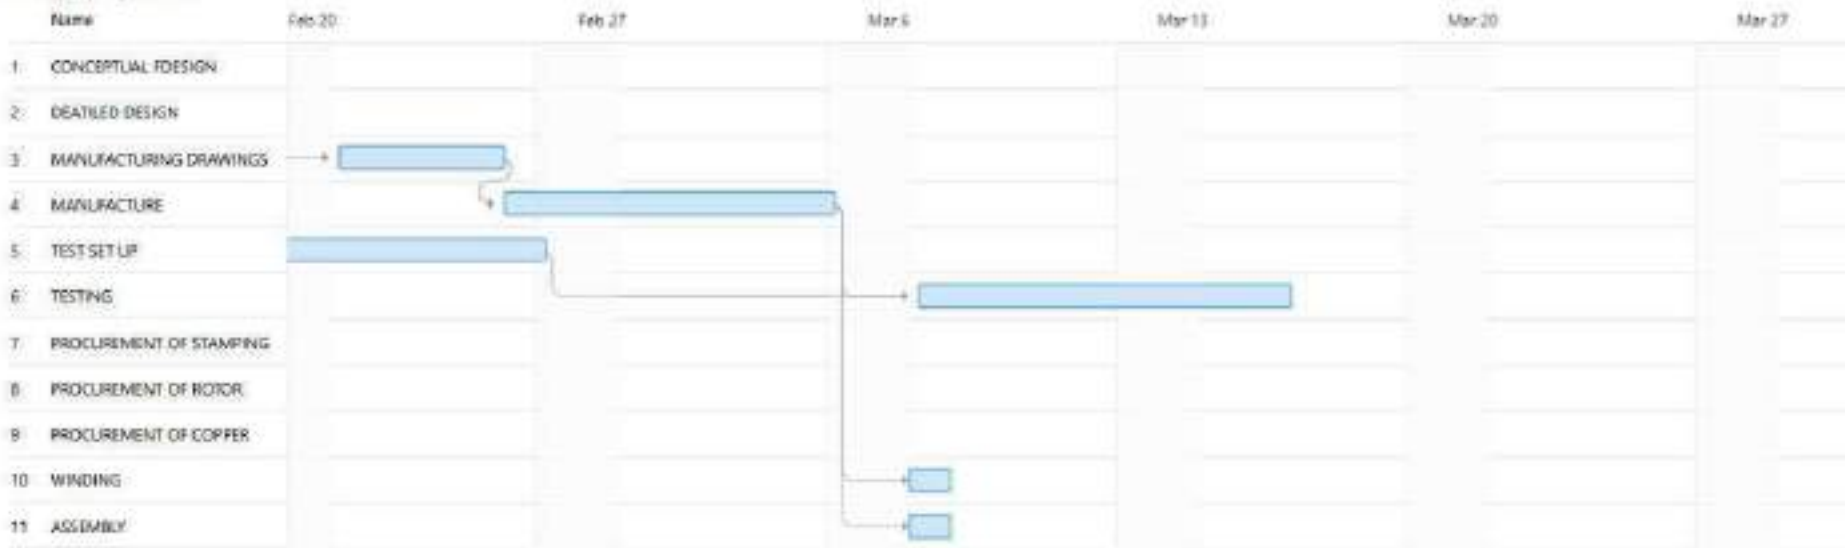 Name Feb 20 Feb 27 Mar 6 Mar 13 Mar 20 Mar 27
1 CONCEPTUAL FDESIGN
2 DEATILED DESIGN
3 MANUFACTURING DRAWINGS
4 MANUFACTURE
5 TEST SET UP
6 TESTING
7 PROCUREMENT OF STAMPING
8 PROCUREMENT OF ROTOR
9 PROCUREMENT OF COPPER
10 WINDING
11 ASSEMBLY